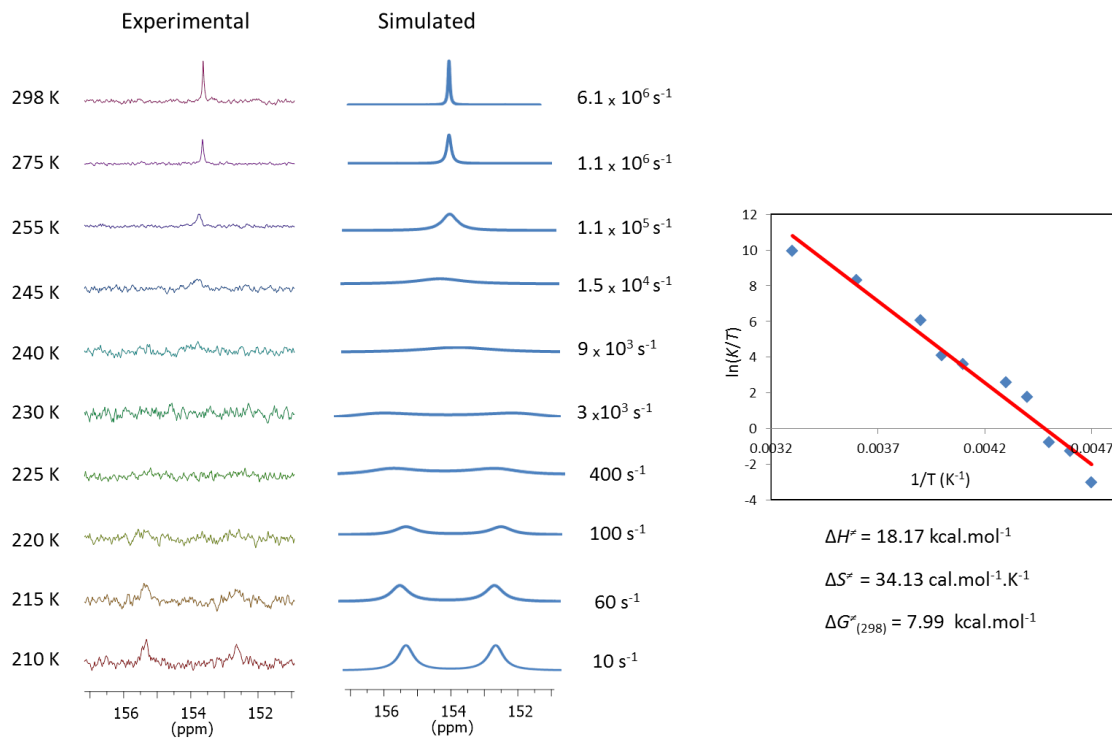 Experimental Simulated
298 K 6.1 x 10⁶ s⁻¹
275 K 1.1 x 10⁶ s⁻¹
255 K 1.1 x 10⁵ s⁻¹
245 K 1.5 x 10⁴ s⁻¹
240 K 9 x 10³ s⁻¹
230 K 3 x10³ s⁻¹
225 K 400 s⁻¹
220 K 100 s⁻¹
215 K 60 s⁻¹
210 K 10 s⁻¹
156 154 152
(ppm)
156 154 152
(ppm)
12
10
8
6
4
2
0
-2
-4
ln(K/T)
0.0032 0.0037 0.0042 0.0047
1/T (K⁻¹)
ΔH≠ = 18.17 kcal.mol⁻¹
ΔS≠ = 34.13 cal.mol⁻¹.K⁻¹
ΔG≠(298) = 7.99 kcal.mol⁻¹